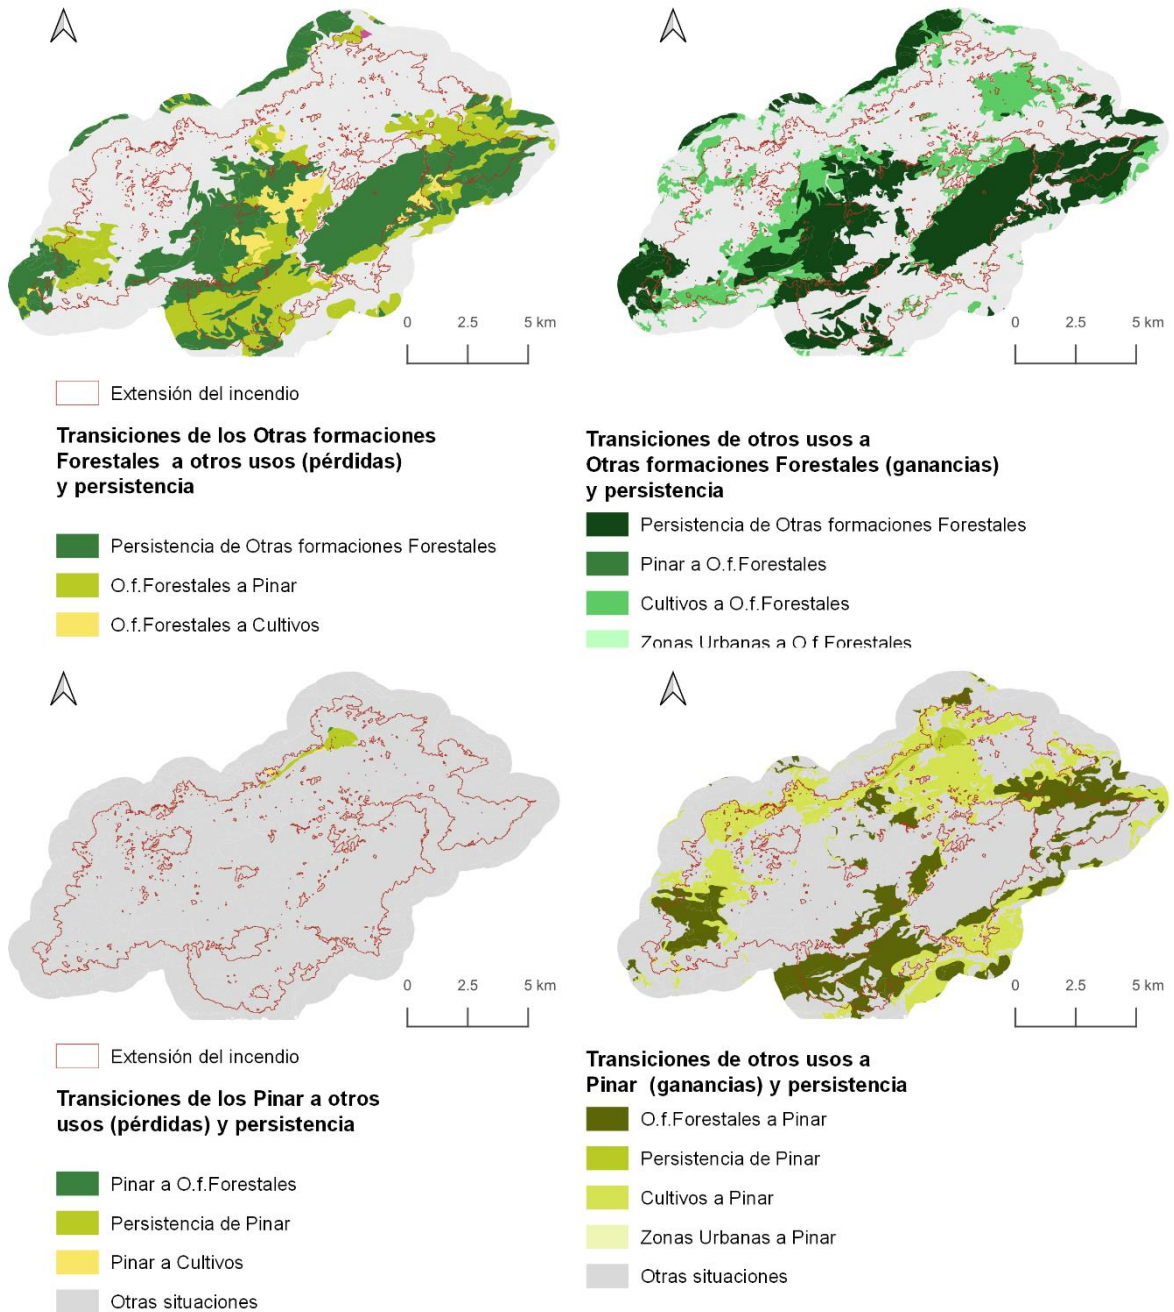 0 2.5 5 km
0 2.5 5 km
Extensión del incendio
Transiciones de los Otras formaciones
Forestales a otros usos (pérdidas)
y persistencia
Persistencia de Otras formaciones Forestales
O.f.Forestales a Pinar
O.f.Forestales a Cultivos
Transiciones de otros usos a
Otras formaciones Forestales (ganancias)
y persistencia
Persistencia de Otras formaciones Forestales
Pinar a O.f.Forestales
Cultivos a O.f.Forestales
Zonas Urbanas a O.f.Forestales
0 2.5 5 km
0 2.5 5 km
Extensión del incendio
Transiciones de los Pinar a otros
usos (pérdidas) y persistencia
Pinar a O.f.Forestales
Persistencia de Pinar
Pinar a Cultivos
Otras situaciones
Transiciones de otros usos a
Pinar (ganancias) y persistencia
O.f.Forestales a Pinar
Persistencia de Pinar
Cultivos a Pinar
Zonas Urbanas a Pinar
Otras situaciones